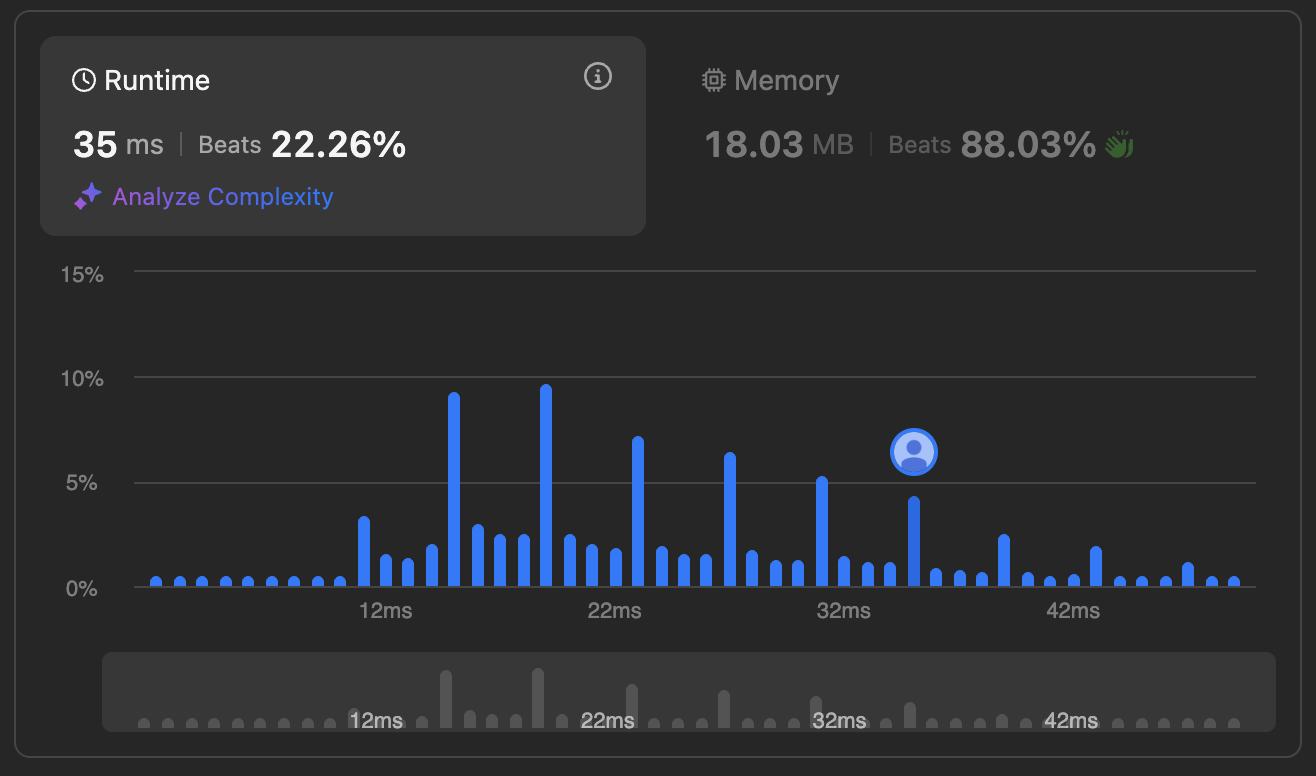 Runtime
35 ms | Beats 22.26%
Analyze Complexity
Memory
18.03 MB | Beats 88.03%
15%
10%
5%
0%
12ms 22ms 32ms 42ms
12ms 22ms 32ms 42ms